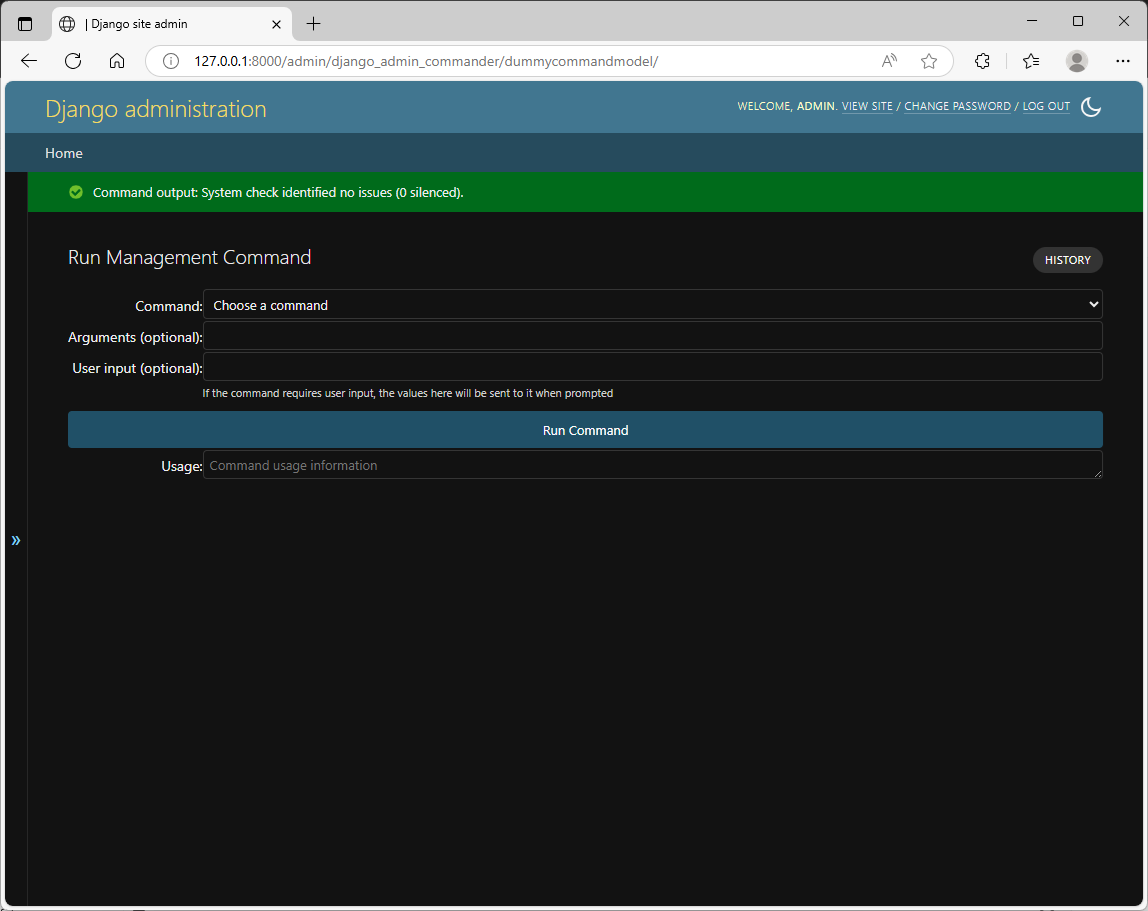 | Django site admin
127.0.0.1:8000/admin/django_admin_commander/dummycommandmodel/
Django administration
WELCOME, ADMIN. VIEW SITE / CHANGE PASSWORD / LOG OUT
Home
Command output: System check identified no issues (0 silenced).
Run Management Command
HISTORY
Command: Choose a command
Arguments (optional):
User input (optional):
If the command requires user input, the values here will be sent to it when prompted
Run Command
Usage: Command usage information
»